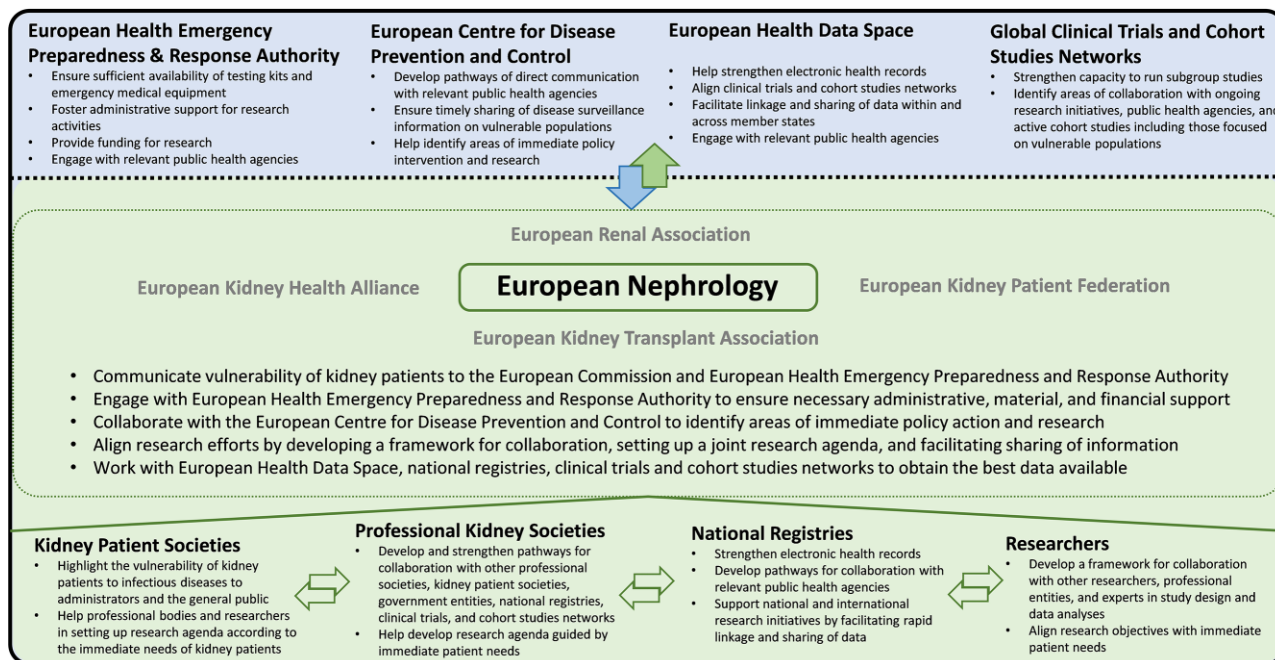 European Health Emergency
Preparedness & Response Authority
• Ensure sufficient availability of testing kits and
emergency medical equipment
• Foster administrative support for research
activities
• Provide funding for research
• Engage with relevant public health agencies
European Centre for Disease
Prevention and Control
• Develop pathways of direct communication
with relevant public health agencies
• Ensure timely sharing of disease surveillance
information on vulnerable populations
• Help identify areas of immediate policy
intervention and research
European Health Data Space
• Help strengthen electronic health records
• Align clinical trials and cohort studies networks
• Facilitate linkage and sharing of data within and
across member states
• Engage with relevant public health agencies
Global Clinical Trials and Cohort
Studies Networks
• Strengthen capacity to run subgroup studies
• Identify areas of collaboration with ongoing
research initiatives, public health agencies, and
active cohort studies including those focused
on vulnerable populations
European Renal Association
European Kidney Health Alliance
European Nephrology
European Kidney Patient Federation
European Kidney Transplant Association
• Communicate vulnerability of kidney patients to the European Commission and European Health Emergency Preparedness and Response Authority
• Engage with European Health Emergency Preparedness and Response Authority to ensure necessary administrative, material, and financial support
• Collaborate with the European Centre for Disease Prevention and Control to identify areas of immediate policy action and research
• Align research efforts by developing a framework for collaboration, setting up a joint research agenda, and facilitating sharing of information
• Work with European Health Data Space, national registries, clinical trials and cohort studies networks to obtain the best data available
Kidney Patient Societies
• Highlight the vulnerability of kidney
patients to infectious diseases to
administrators and the general public
• Help professional bodies and researchers
in setting up research agenda according to
the immediate needs of kidney patients
Professional Kidney Societies
• Develop and strengthen pathways for
collaboration with other professional
societies, kidney patient societies,
government entities, national registries,
clinical trials, and cohort studies networks
• Help develop research agenda guided by
immediate patient needs
National Registries
• Strengthen electronic health records
• Develop pathways for collaboration with
relevant public health agencies
• Support national and international
research initiatives by facilitating rapid
linkage and sharing of data
Researchers
• Develop a framework for collaboration
with other researchers, professional
entities, and experts in study design and
data analyses
• Align research objectives with immediate
patient needs